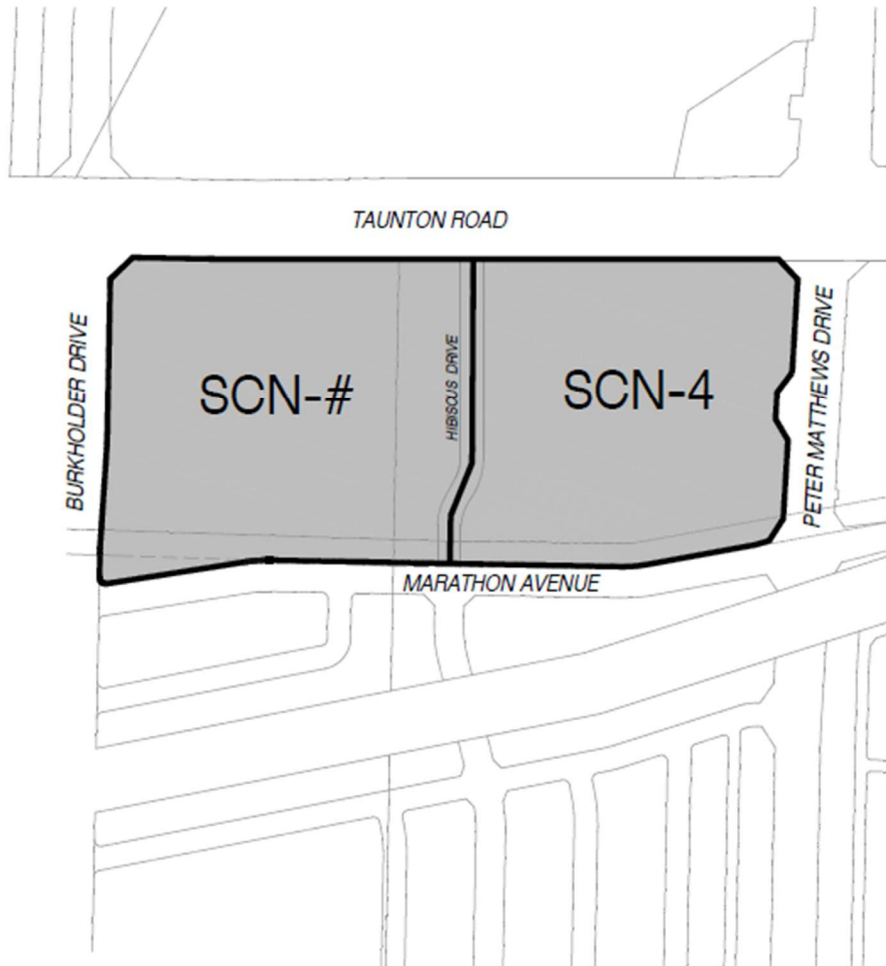 TAUNTON ROAD
BURKHOLDER DRIVE
SCN-#
HIBISCUS DRIVE
SCN-4
PETER MATTHEWS DRIVE
MARATHON AVENUE